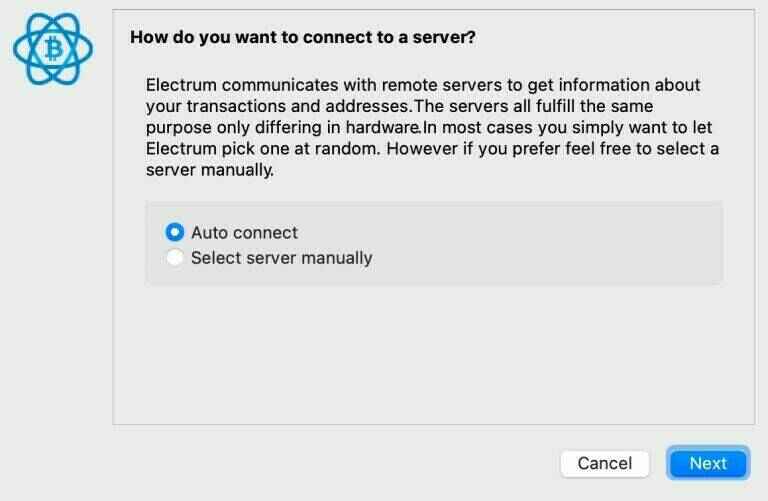 How do you want to connect to a server?
Electrum communicates with remote servers to get information about
your transactions and addresses.The servers all fulfill the same
purpose only differing in hardware.In most cases you simply want to let
Electrum pick one at random. However if you prefer feel free to select a
server manually.
Auto connect
Select server manually
Cancel
Next